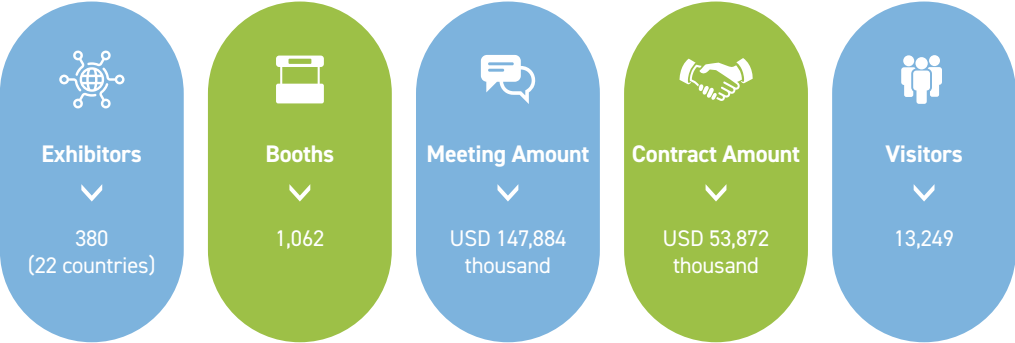 Exhibitors
380
(22 countries)
Booths
1,062
Meeting Amount
USD 147,884
thousand
Contract Amount
USD 53,872
thousand
Visitors
13,249